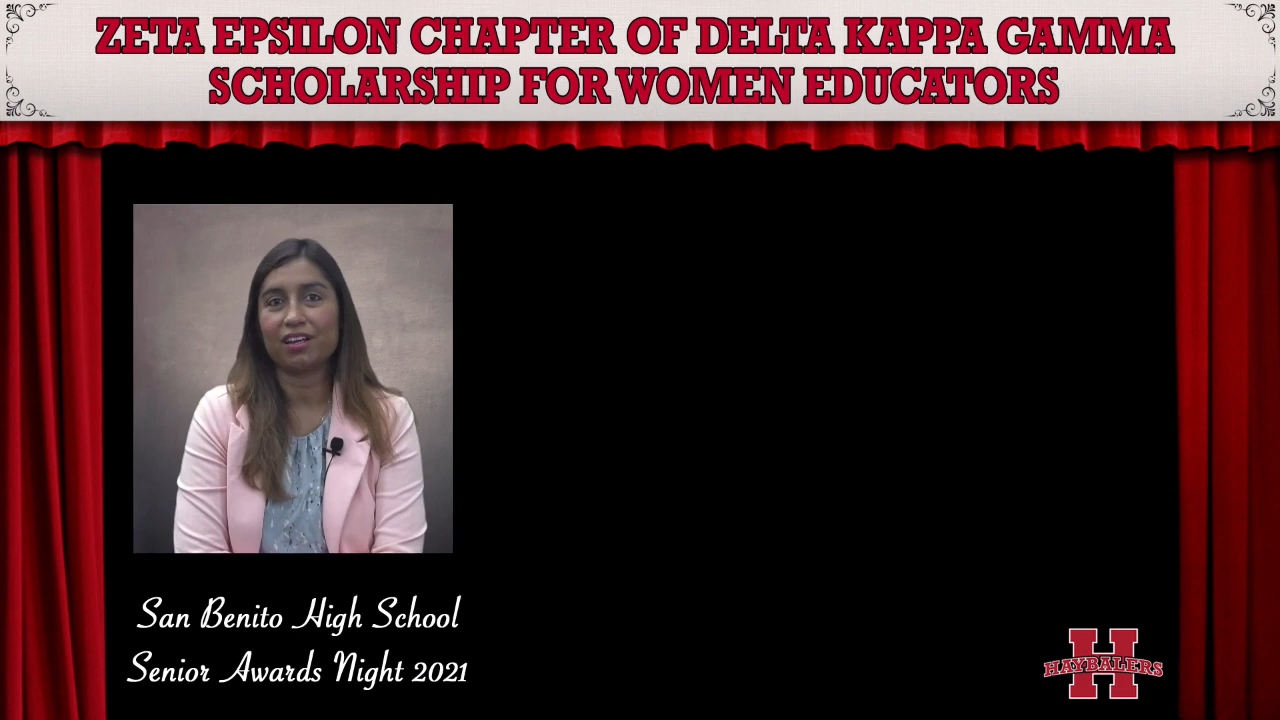 ZETA EPSILON CHAPTER OF DELTA KAPPA GAMMA
SCHOLARSHIP FOR WOMEN EDUCATORS
San Benito High School
Senior Awards Night 2021
H
HAYBALERS